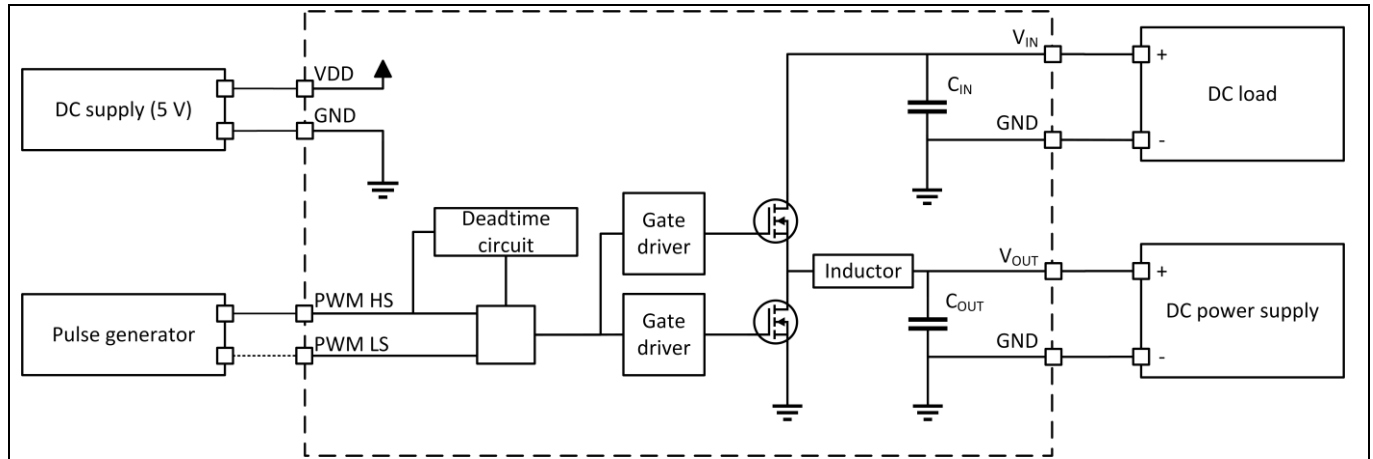 DC supply (5 V)
VDD
GND
Pulse generator
PWM HS
PWM LS
Deadtime
circuit
Gate
driver
Gate
driver
Inductor
C_IN
C_OUT
V_IN
GND
V_OUT
GND
+
DC load
-
+
DC power supply
-